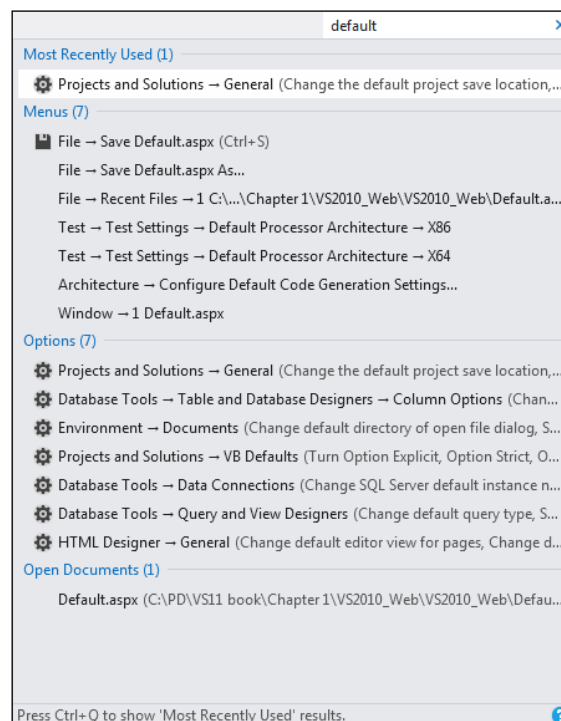 default
Most Recently Used (1)
Projects and Solutions → General (Change the default project save location,...
Menus (7)
File → Save Default.aspx (Ctrl+S)
File → Save Default.aspx As...
File → Recent Files → 1 C:\...\Chapter 1\VS2010_Web\VS2010_Web\Default.a...
Test → Test Settings → Default Processor Architecture → X86
Test → Test Settings → Default Processor Architecture → X64
Architecture → Configure Default Code Generation Settings...
Window → 1 Default.aspx
Options (7)
Projects and Solutions → General (Change the default project save location,...
Database Tools → Table and Database Designers → Column Options (Chan...
Environment → Documents (Change default directory of open file dialog, S...
Projects and Solutions → VB Defaults (Turn Option Explicit, Option Strict, O...
Database Tools → Data Connections (Change SQL Server default instance n...
Database Tools → Query and View Designers (Change default query type, S...
HTML Designer → General (Change default editor view for pages, Change d...
Open Documents (1)
Default.aspx (C:\PD\VS11 book\Chapter 1\VS2010_Web\VS2010_Web\Defau...
Press Ctrl+Q to show 'Most Recently Used' results.